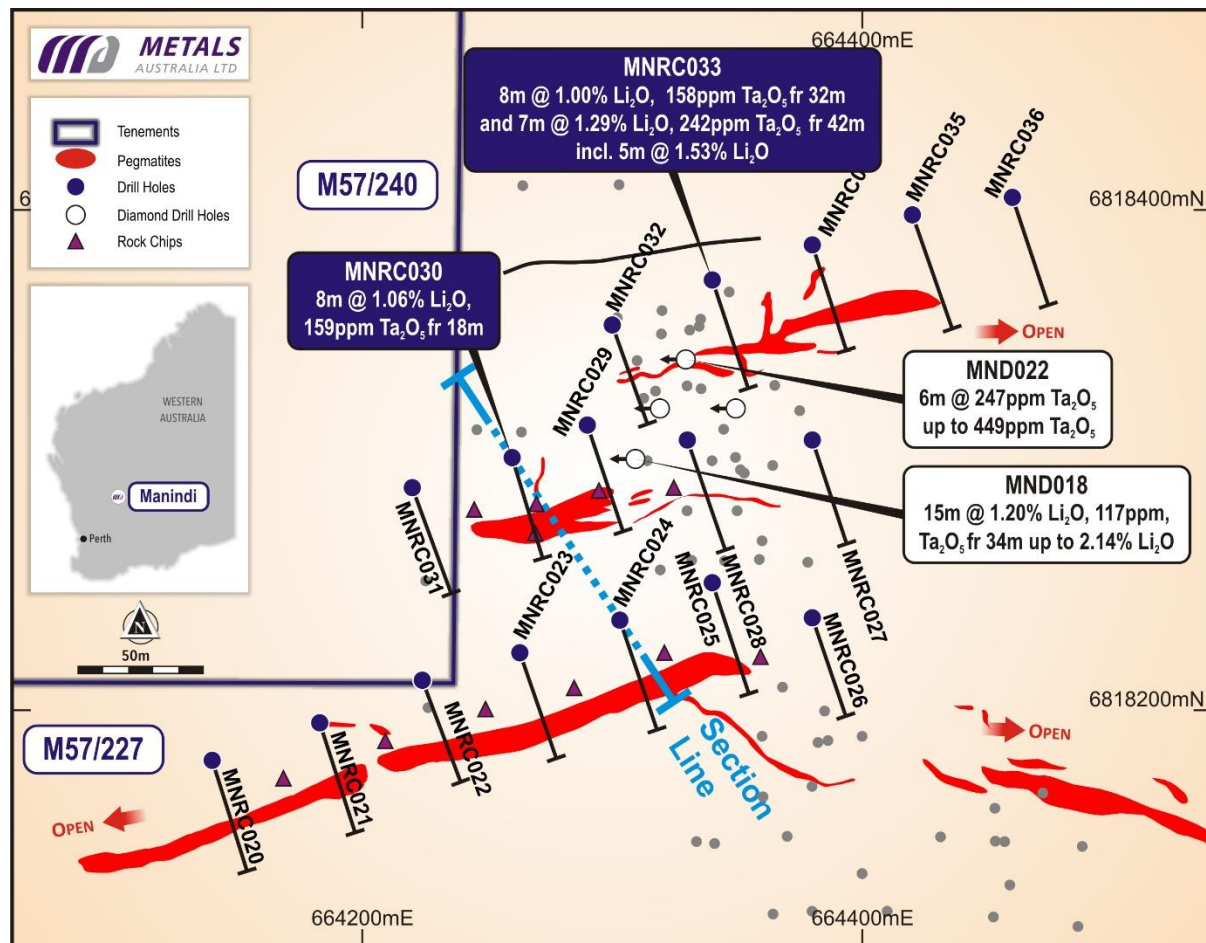 METALS
AUSTRALIA LTD
Tenements
Pegmatites
Drill Holes
Diamond Drill Holes
Rock Chips
WESTERN
AUSTRALIA
Manindi
Perth
N
50m
664400mE
6818400mN
M57/240
MNRC033
8m @ 1.00% Li₂O, 158ppm Ta₂O₅ fr 32m
and 7m @ 1.29% Li₂O, 242ppm Ta₂O₅ fr 42m
incl. 5m @ 1.53% Li₂O
MNRC035
MNRC036
MNRC032
MNRC030
8m @ 1.06% Li₂O,
159ppm Ta₂O₅ fr 18m
MNRC029
OPEN
MND022
6m @ 247ppm Ta₂O₅
up to 449ppm Ta₂O₅
MND018
15m @ 1.20% Li₂O, 117ppm,
Ta₂O₅ fr 34m up to 2.14% Li₂O
MNRC031
MNRC023
MNRC024
MNRC025
MNRC028
MNRC027
MNRC026
MNRC022
MNRC021
MNRC020
Section
Line
6818200mN
OPEN
M57/227
OPEN
664200mE
664400mE